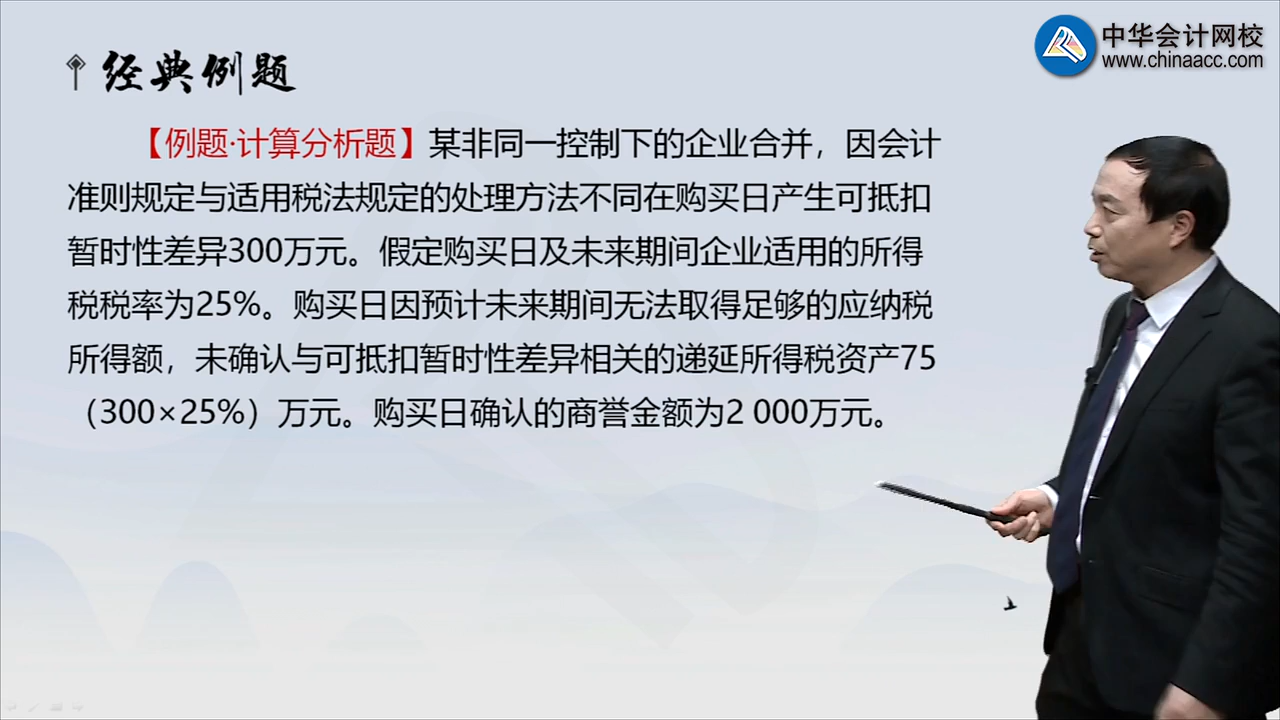 中华会计网校
www.chinaacc.com
经典例题
【例题·计算分析题】某非同一控制下的企业合并，因会计
准则规定与适用税法规定的处理方法不同在购买日产生可抵扣
暂时性差异300万元。假定购买日及未来期间企业适用的所得
税税率为25%。购买日因预计未来期间无法取得足够的应纳税
所得额，未确认与可抵扣暂时性差异相关的递延所得税资产75
（300×25%）万元。购买日确认的商誉金额为2 000万元。